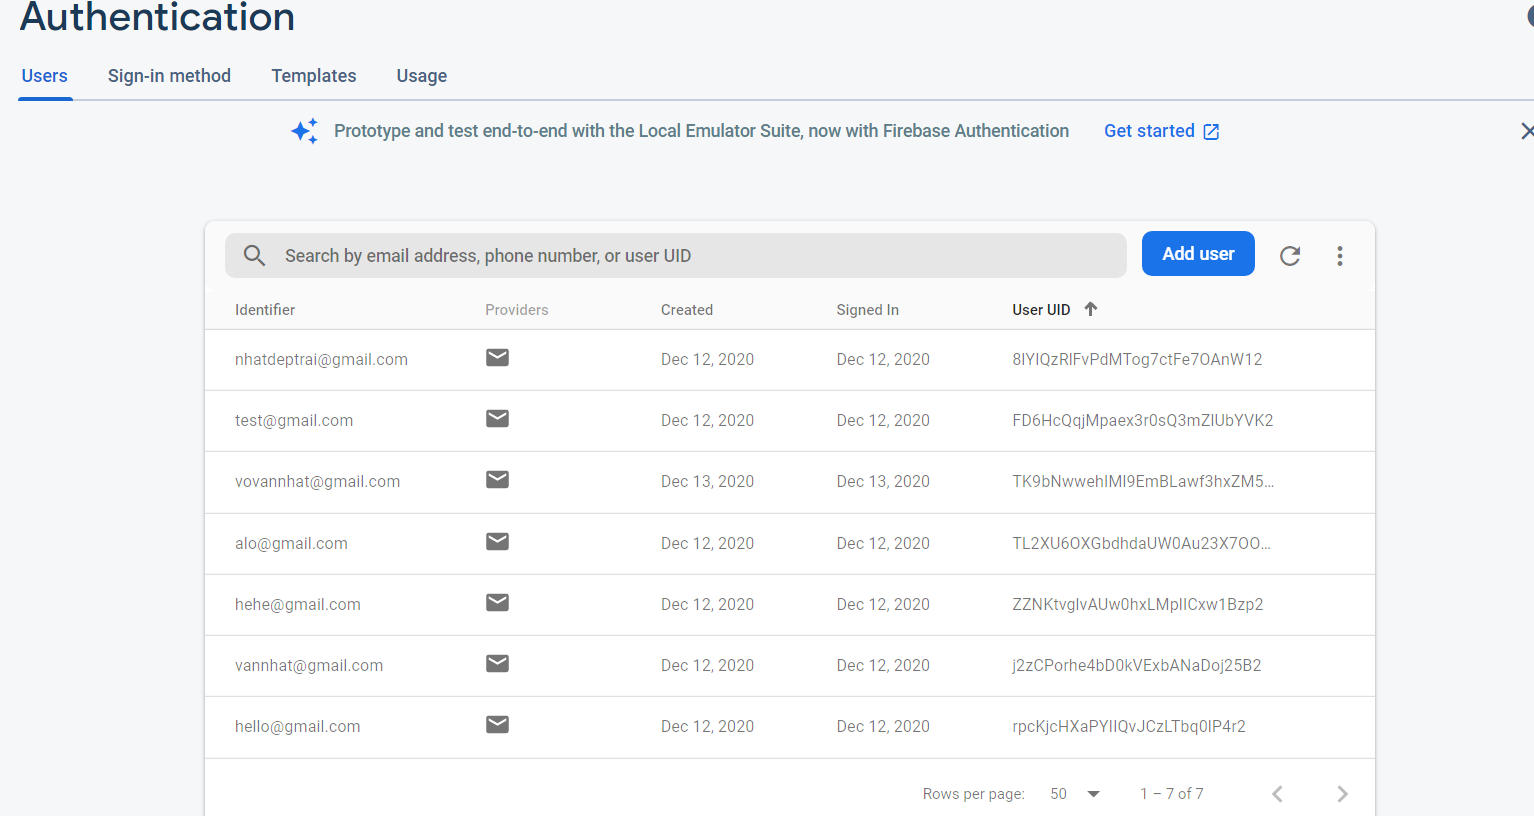 Authentication
Users Sign-in method Templates Usage
Prototype and test end-to-end with the Local Emulator Suite, now with Firebase Authentication Get started
Search by email address, phone number, or user UID Add user
Identifier Providers Created Signed In User UID
nhatdeptrai@gmail.com Dec 12, 2020 Dec 12, 2020 8IYIQzRlFvPdMTog7ctFe7OAnW12
test@gmail.com Dec 12, 2020 Dec 12, 2020 FD6HcQqjMpaex3r0sQ3mZlUbYVK2
vovannhat@gmail.com Dec 13, 2020 Dec 13, 2020 TK9bNwwehIMI9EmBLawf3hxZM5...
alo@gmail.com Dec 12, 2020 Dec 12, 2020 TL2XU6OXGbdhdaUW0Au23X7OO...
hehe@gmail.com Dec 12, 2020 Dec 12, 2020 ZZNKtvglvAUw0hxLMplICxw1Bzp2
vannhat@gmail.com Dec 12, 2020 Dec 12, 2020 j2zCPorhe4bD0kVExbANaDoj25B2
hello@gmail.com Dec 12, 2020 Dec 12, 2020 rpcKjcHXaPYIIQvJCzLTbq0lP4r2
Rows per page: 50 1 – 7 of 7